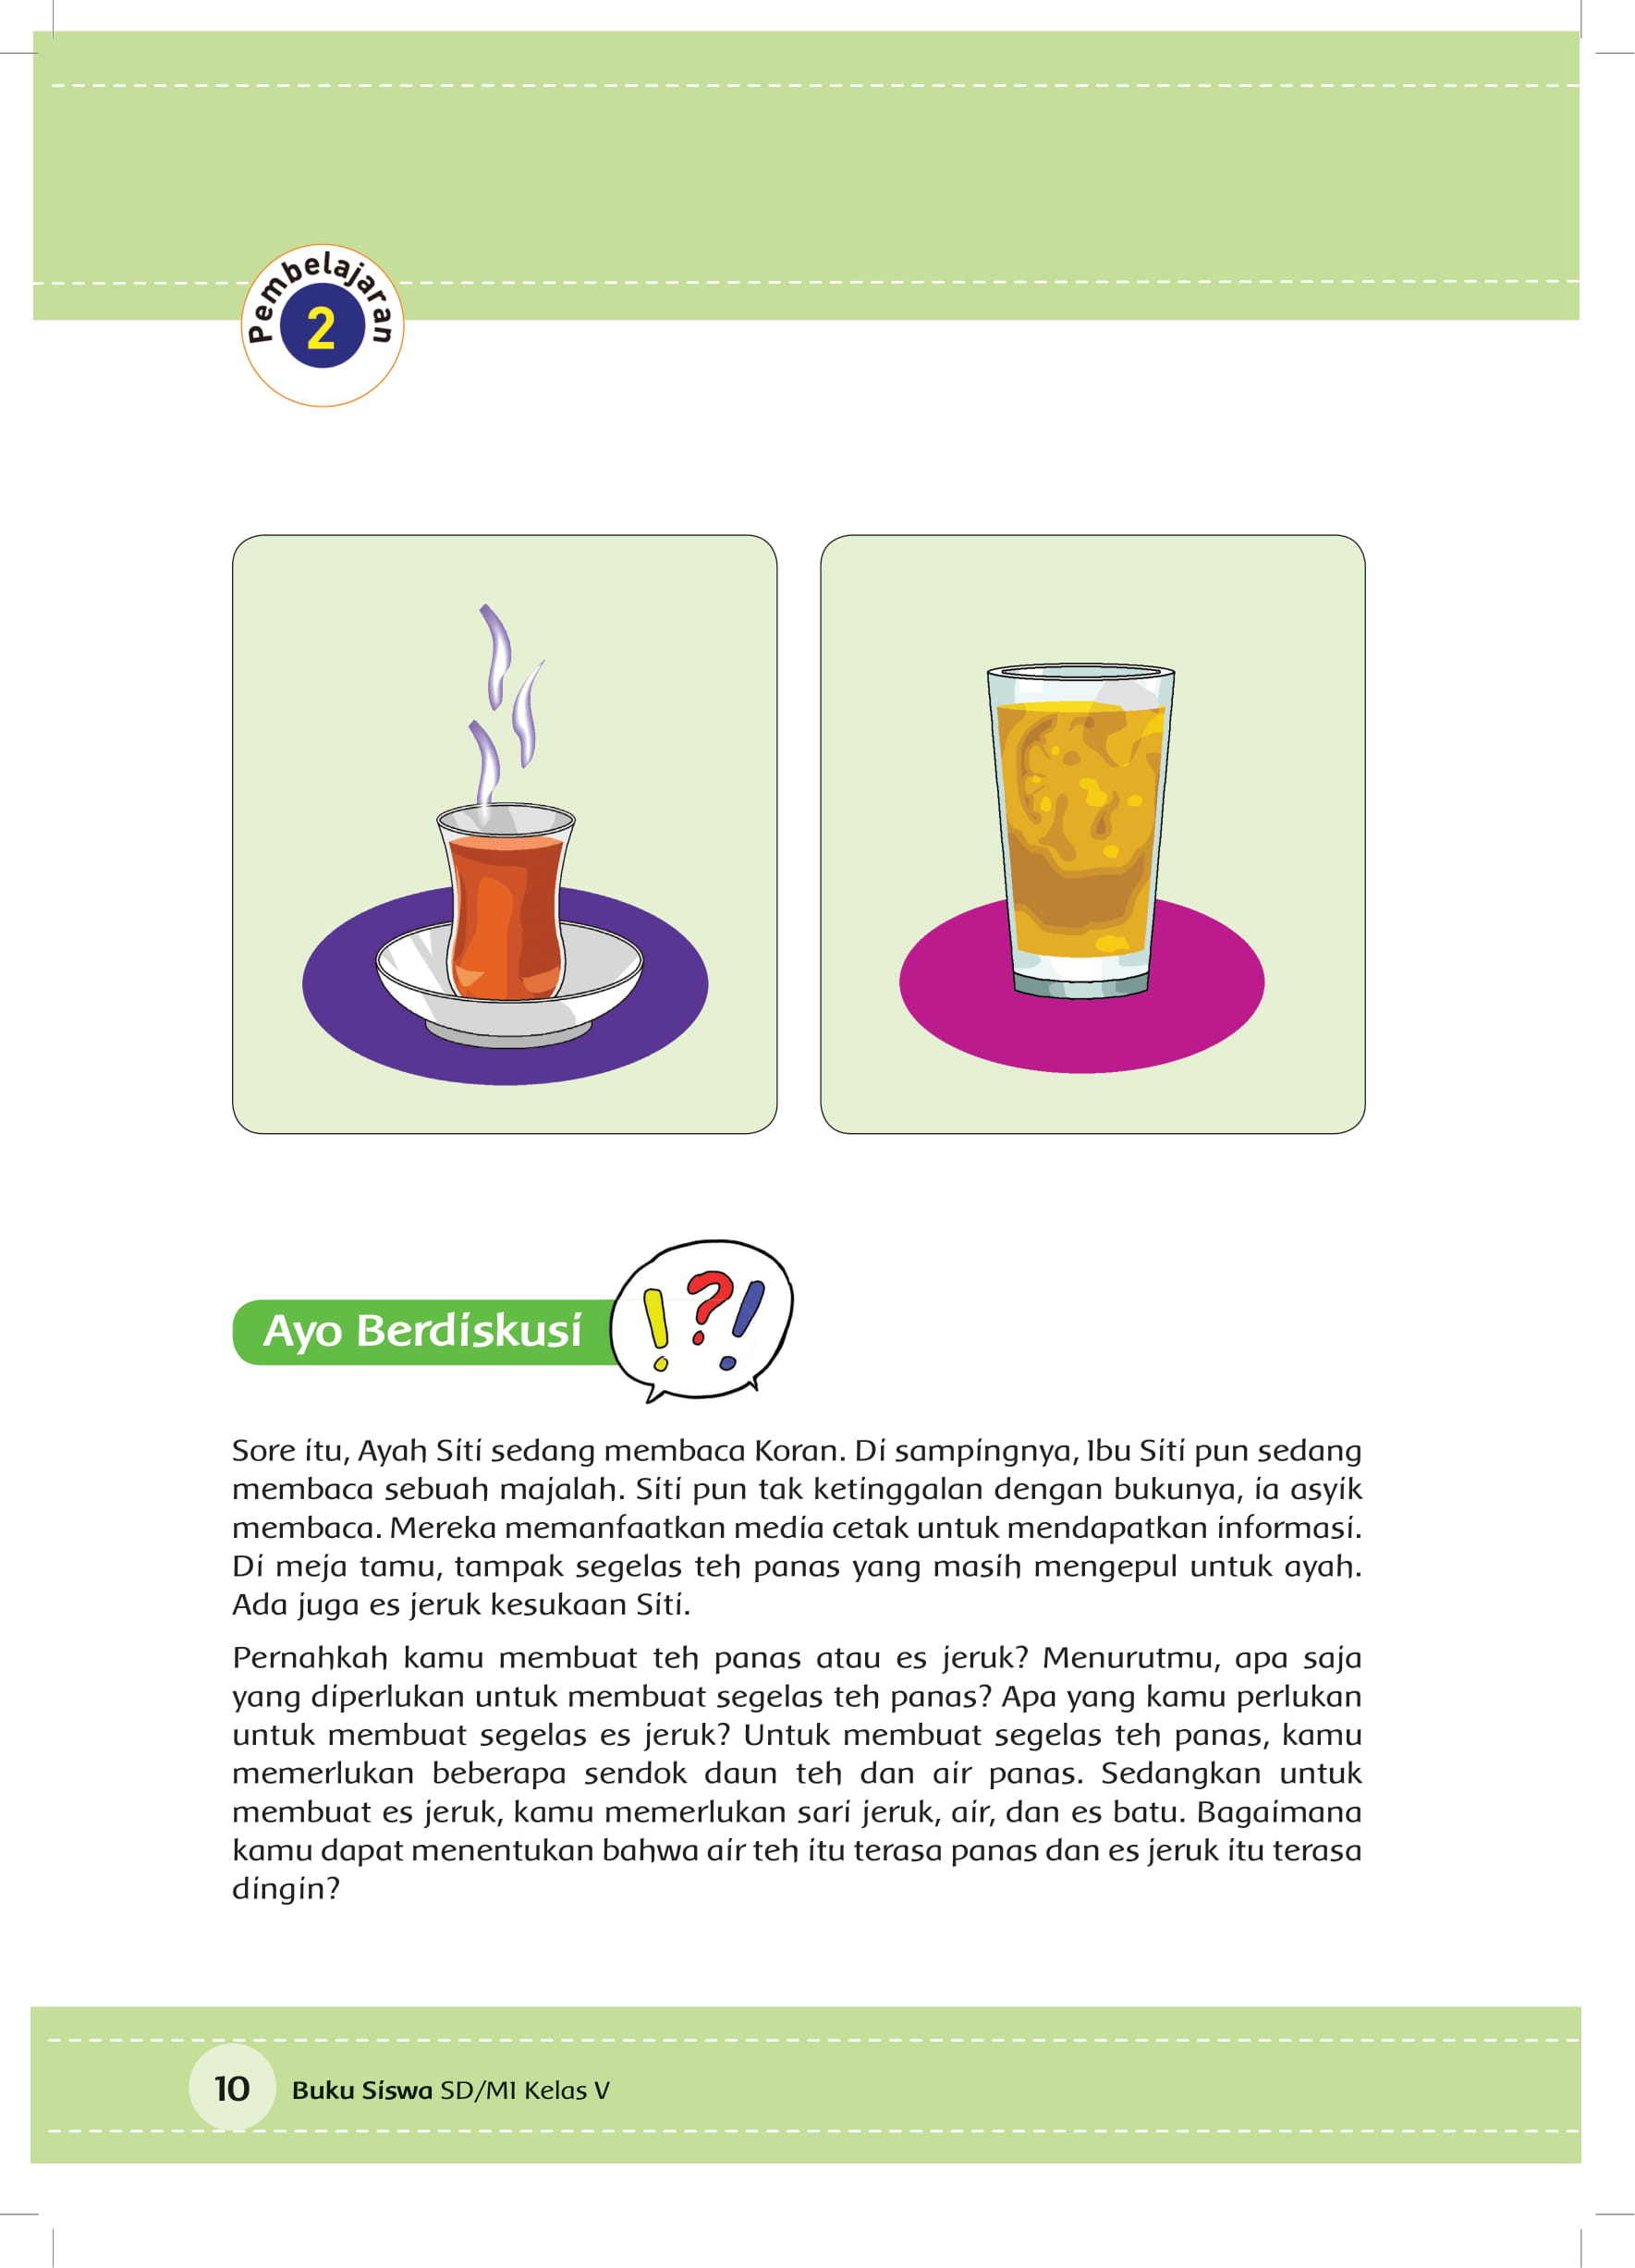 Pembelajaran
2
Ayo Berdiskusi
Sore itu, Ayah Siti sedang membaca Koran. Di sampingnya, Ibu Siti pun sedang
membaca sebuah majalah. Siti pun tak ketinggalan dengan bukunya, ia asyik
membaca. Mereka memanfaatkan media cetak untuk mendapatkan informasi.
Di meja tamu, tampak segelas teh panas yang masih mengepul untuk ayah.
Ada juga es jeruk kesukaan Siti.
Pernahkah kamu membuat teh panas atau es jeruk? Menurutmu, apa saja
yang diperlukan untuk membuat segelas teh panas? Apa yang kamu perlukan
untuk membuat segelas es jeruk? Untuk membuat segelas teh panas, kamu
memerlukan beberapa sendok daun teh dan air panas. Sedangkan untuk
membuat es jeruk, kamu memerlukan sari jeruk, air, dan es batu. Bagaimana
kamu dapat menentukan bahwa air teh itu terasa panas dan es jeruk itu terasa
dingin?
10 Buku Siswa SD/MI Kelas V